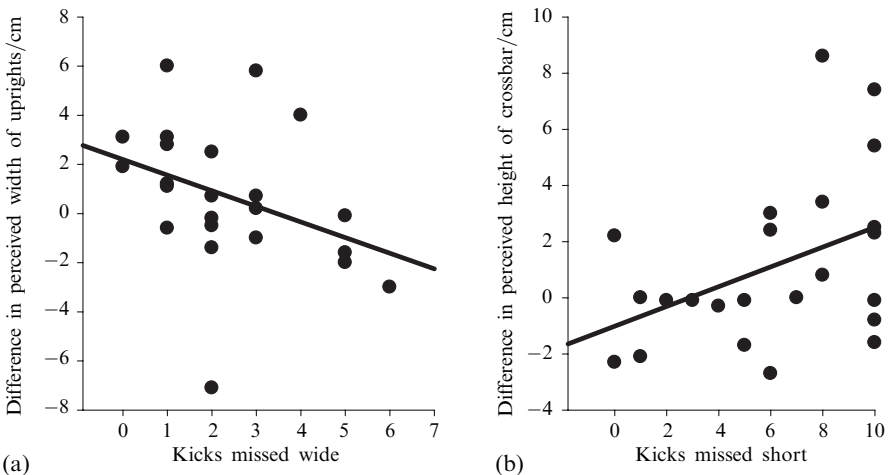 Difference in perceived width of uprights/cm
8
6
4
2
0
−2
−4
−6
−8
0 1 2 3 4 5 6 7
Kicks missed wide
(a)
Difference in perceived height of crossbar/cm
10
8
6
4
2
0
−2
−4
0 2 4 6 8 10
Kicks missed short
(b)